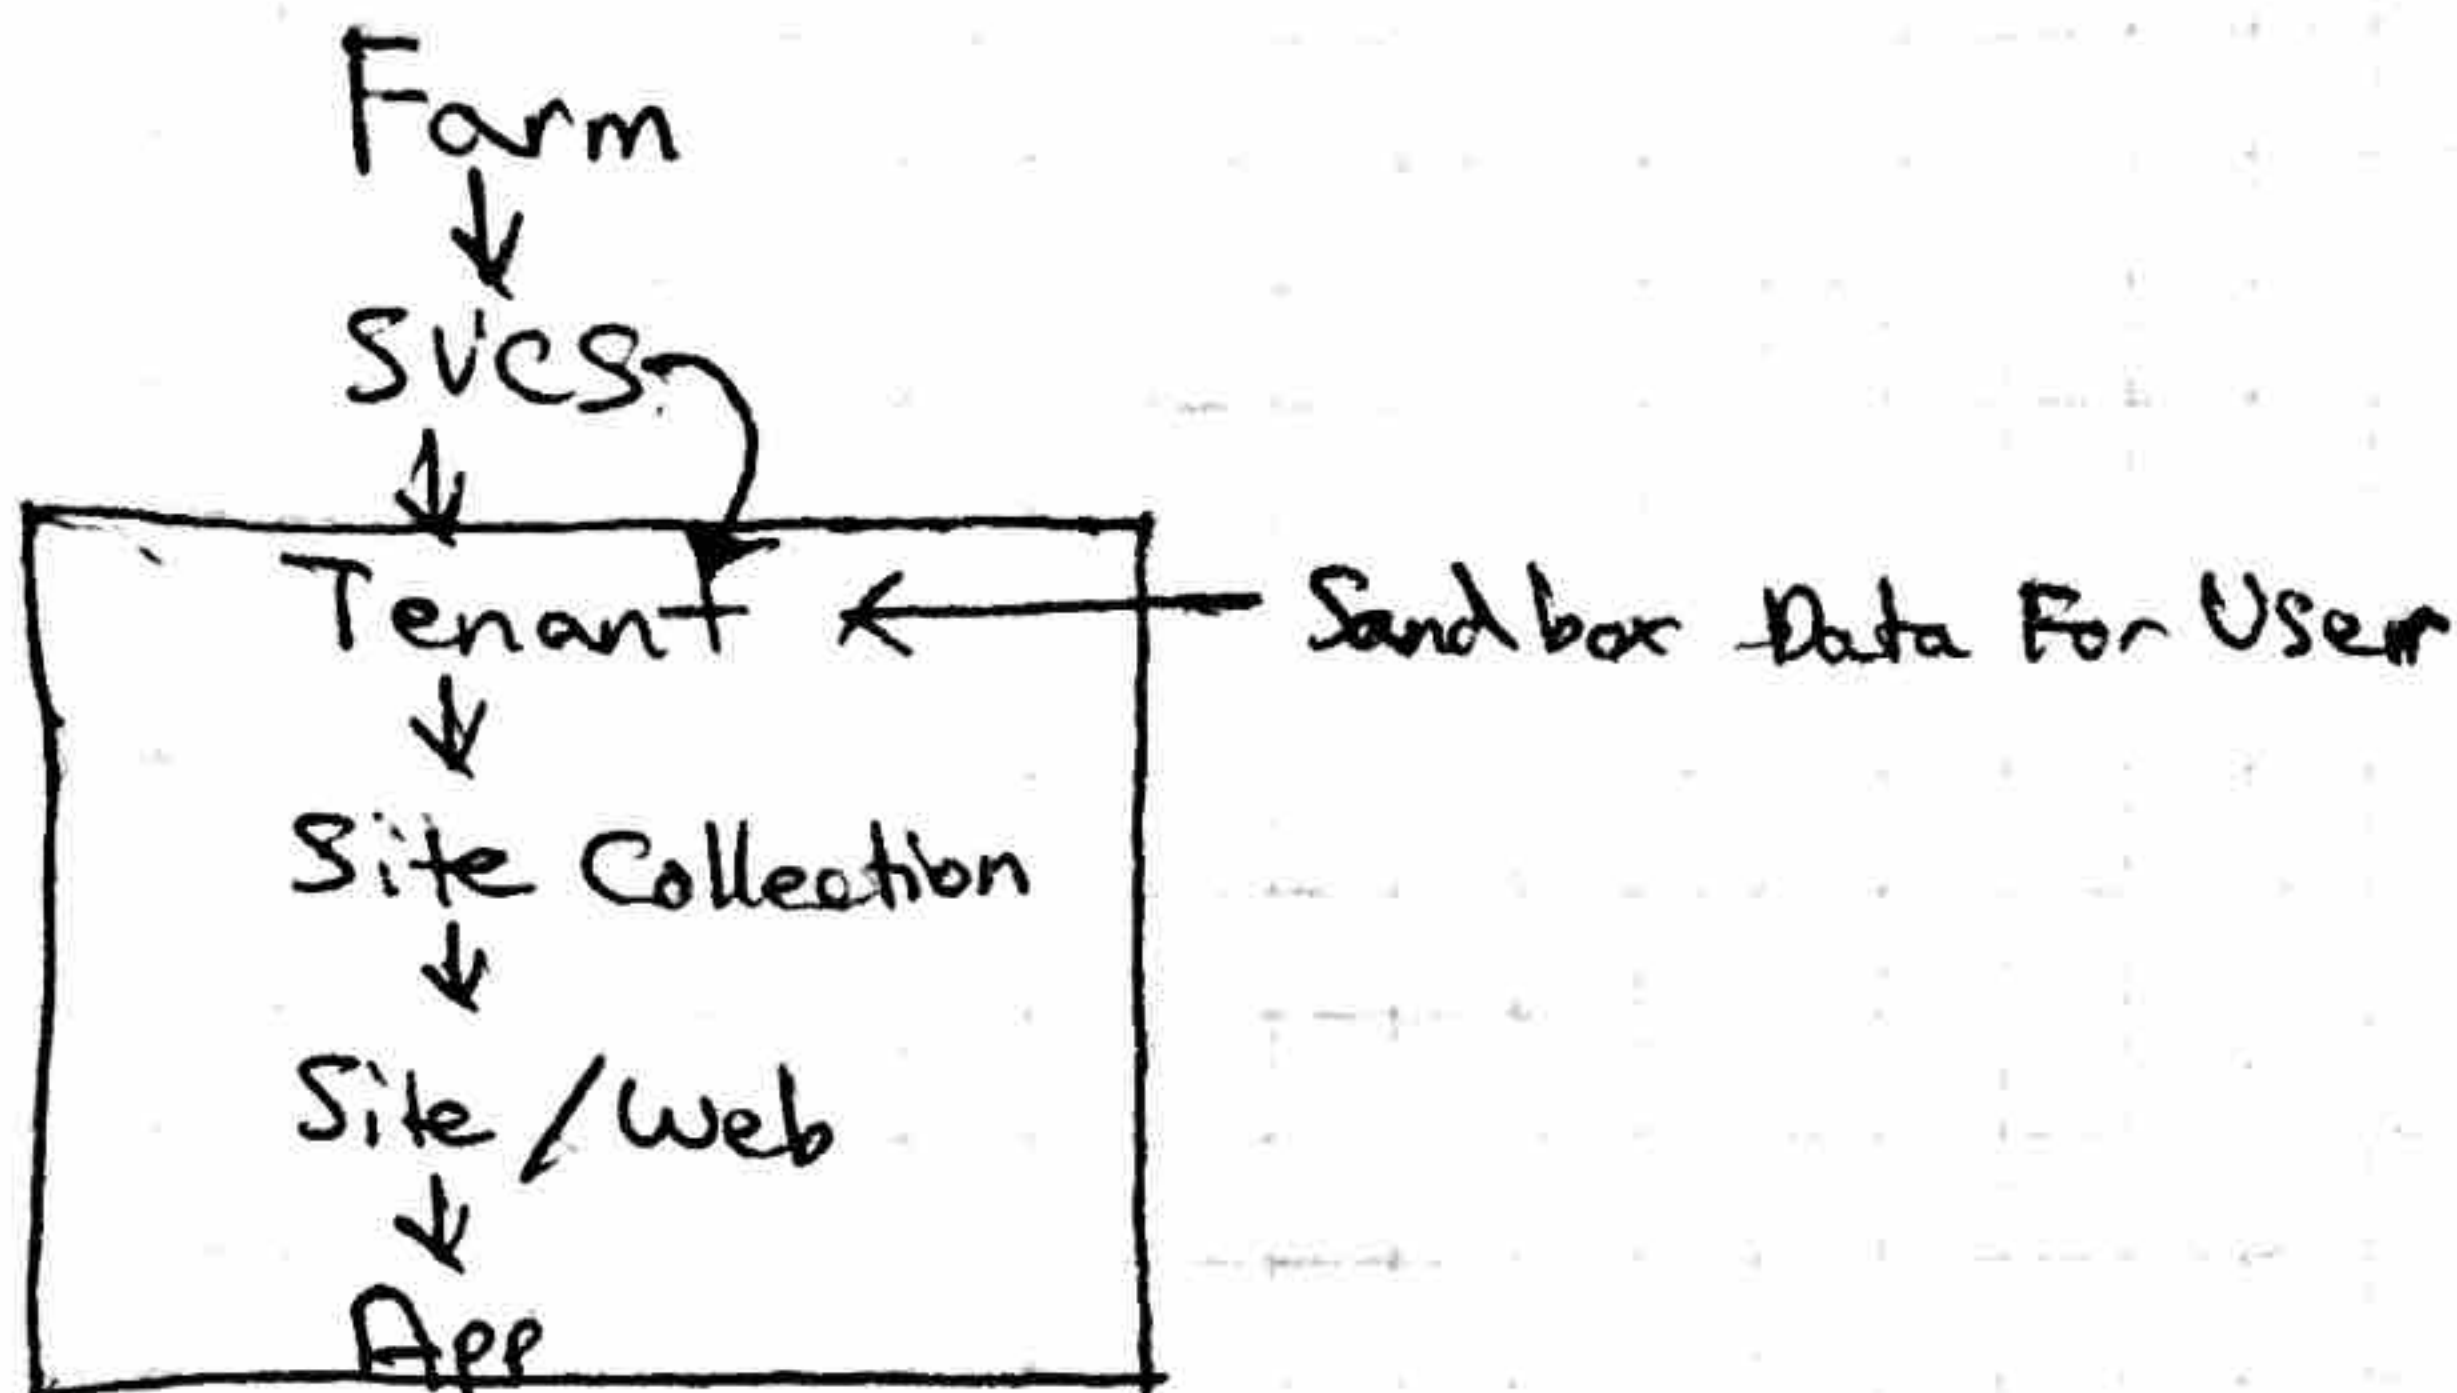 Farm
SVCS
Tenant
Sandbox Data For User
Site Collection
Site / Web
App